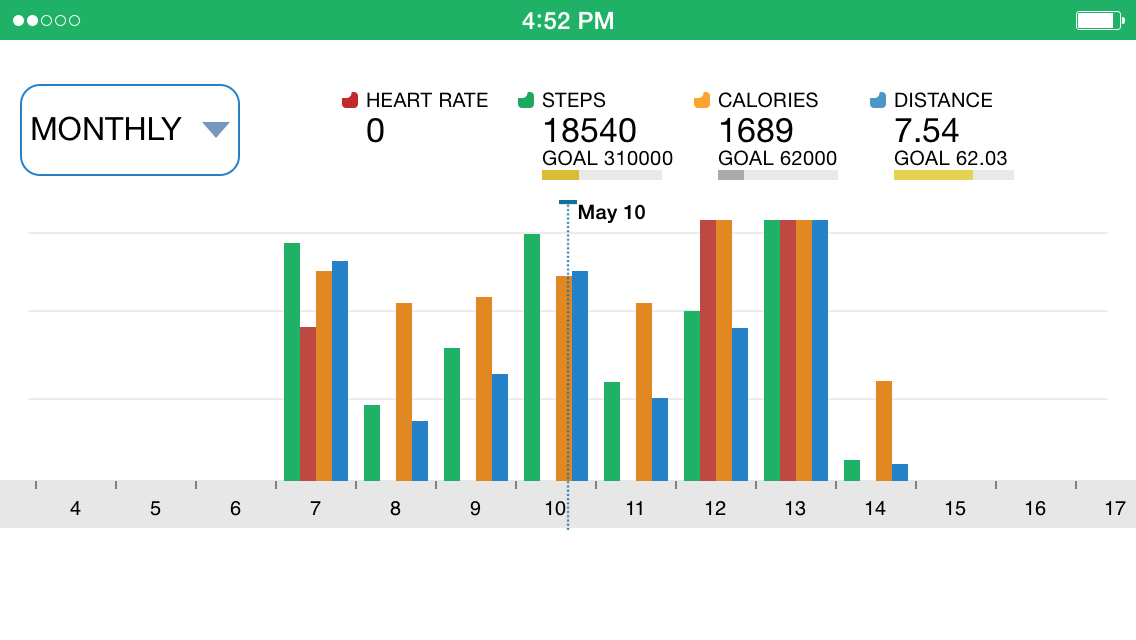 4:52 PM
MONTHLY
HEART RATE
0
STEPS
18540
GOAL 310000
CALORIES
1689
GOAL 62000
DISTANCE
7.54
GOAL 62.03
May 10
4 5 6 7 8 9 10 11 12 13 14 15 16 17